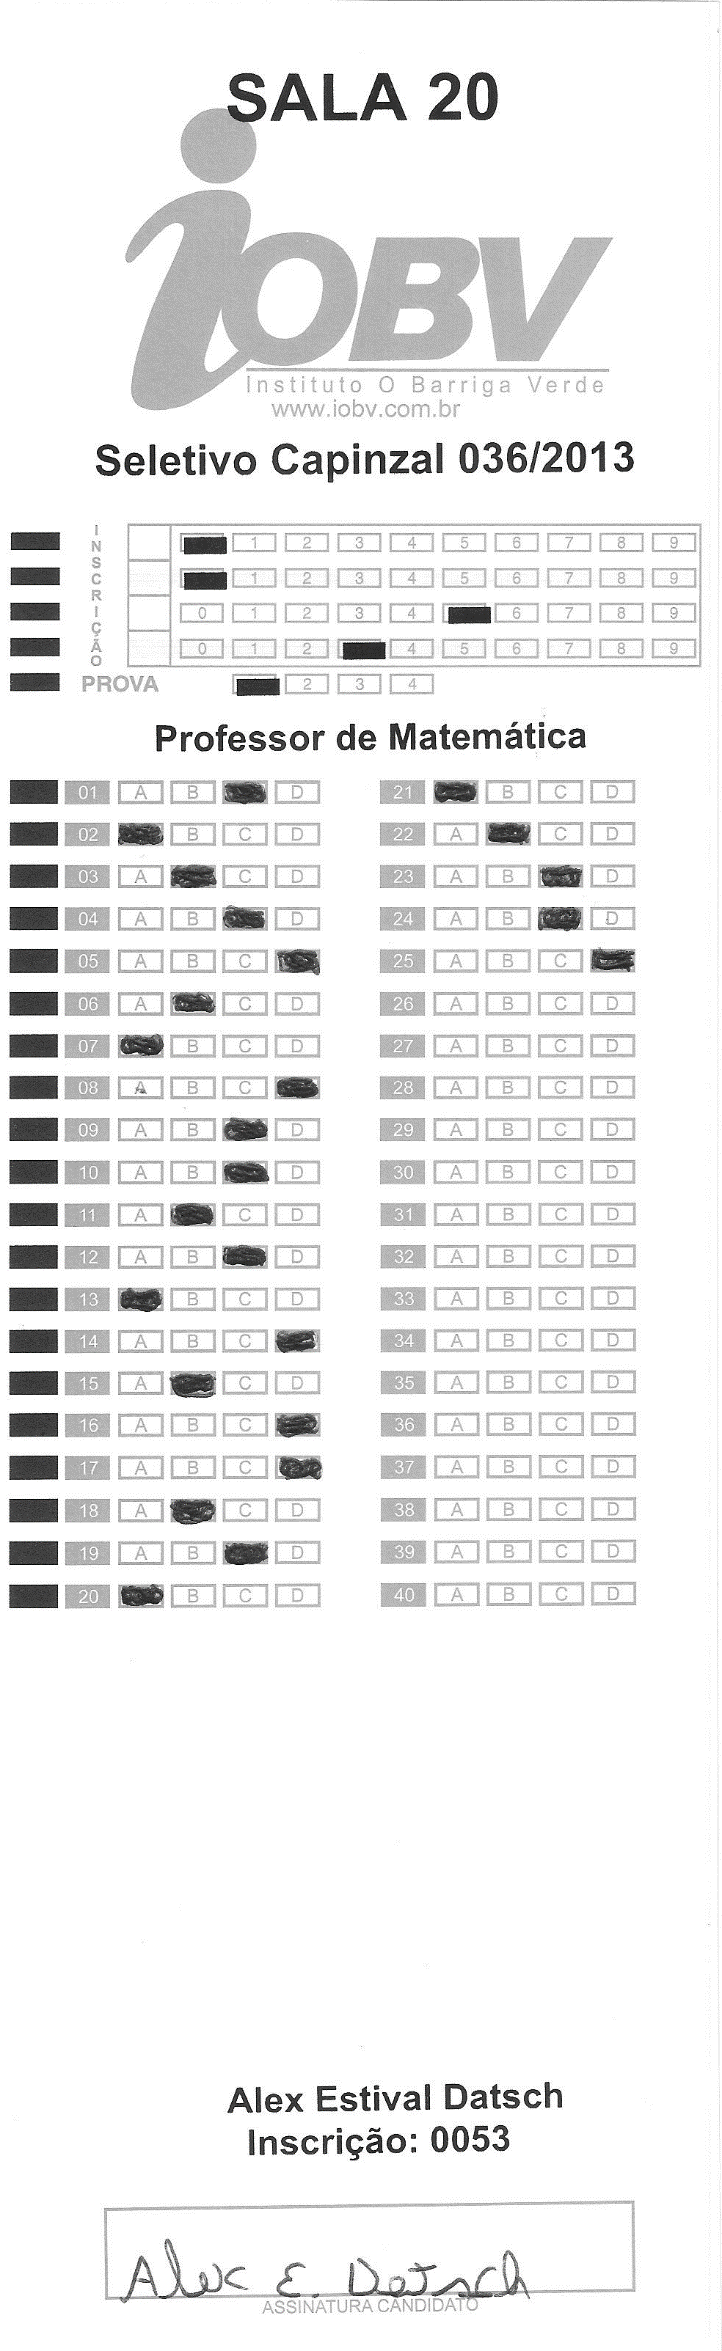 SALA 20
iOBV
Instituto O Barriga Verde
www.iobv.com.br
Seletivo Capinzal 036/2013
INSCRIÇÃO
1 2 3 4 5 6 7 8 9
1 2 3 4 5 6 7 8 9
0 1 2 3 4 6 7 8 9
0 1 2 4 5 6 7 8 9
PROVA 2 3 4
Professor de Matemática
01 A B D
02 B C D
03 A C D
04 A B D
05 A B C
06 A C D
07 B C D
08 A B C
09 A B D
10 A B D
11 A C D
12 A B D
13 B C D
14 A B C
15 A C D
16 A B C
17 A B C
18 A C D
19 A B D
20 B C D
21 B C D
22 A C D
23 A B D
24 A B D
25 A B C
26 A B C D
27 A B C D
28 A B C D
29 A B C D
30 A B C D
31 A B C D
32 A B C D
33 A B C D
34 A B C D
35 A B C D
36 A B C D
37 A B C D
38 A B C D
39 A B C D
40 A B C D
Alex Estival Datsch
Inscrição: 0053
Alex E. Datsch
ASSINATURA CANDIDATO